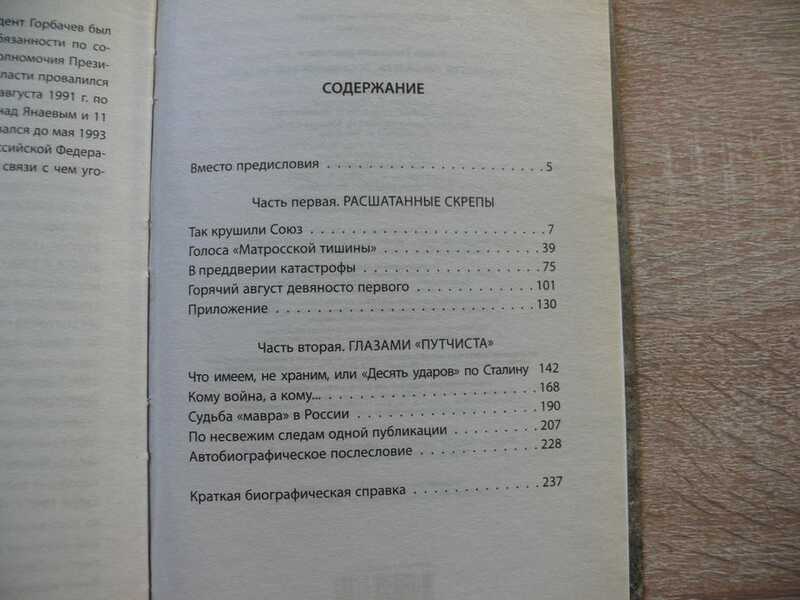 дент Горбачев был
бязанности по со-
олномочия Прези-
ласти провалился
августа 1991 г. по
над Янаевым и 11
вался до мая 1993
ссийской Федера-
связи с чем уго-
СОДЕРЖАНИЕ
Вместо предисловия . . . . . . . . . . . . . . . . . . . . 5
Часть первая. РАСШАТАННЫЕ СКРЕПЫ
Так крушили Союз . . . . . . . . . . . . . . . . . . . . . 7
Голоса «Матросской тишины» . . . . . . . . . . . . . . 39
В преддверии катастрофы . . . . . . . . . . . . . . . . 75
Горячий август девяносто первого . . . . . . . . . . . 101
Приложение . . . . . . . . . . . . . . . . . . . . . . . 130
Часть вторая. ГЛАЗАМИ «ПУТЧИСТА»
Что имеем, не храним, или «Десять ударов» по Сталину 142
Кому война, а кому... . . . . . . . . . . . . . . . . . . 168
Судьба «мавра» в России . . . . . . . . . . . . . . . . 190
По несвежим следам одной публикации . . . . . . . . 207
Автобиографическое послесловие . . . . . . . . . . . 228
Краткая биографическая справка . . . . . . . . . . . . 237